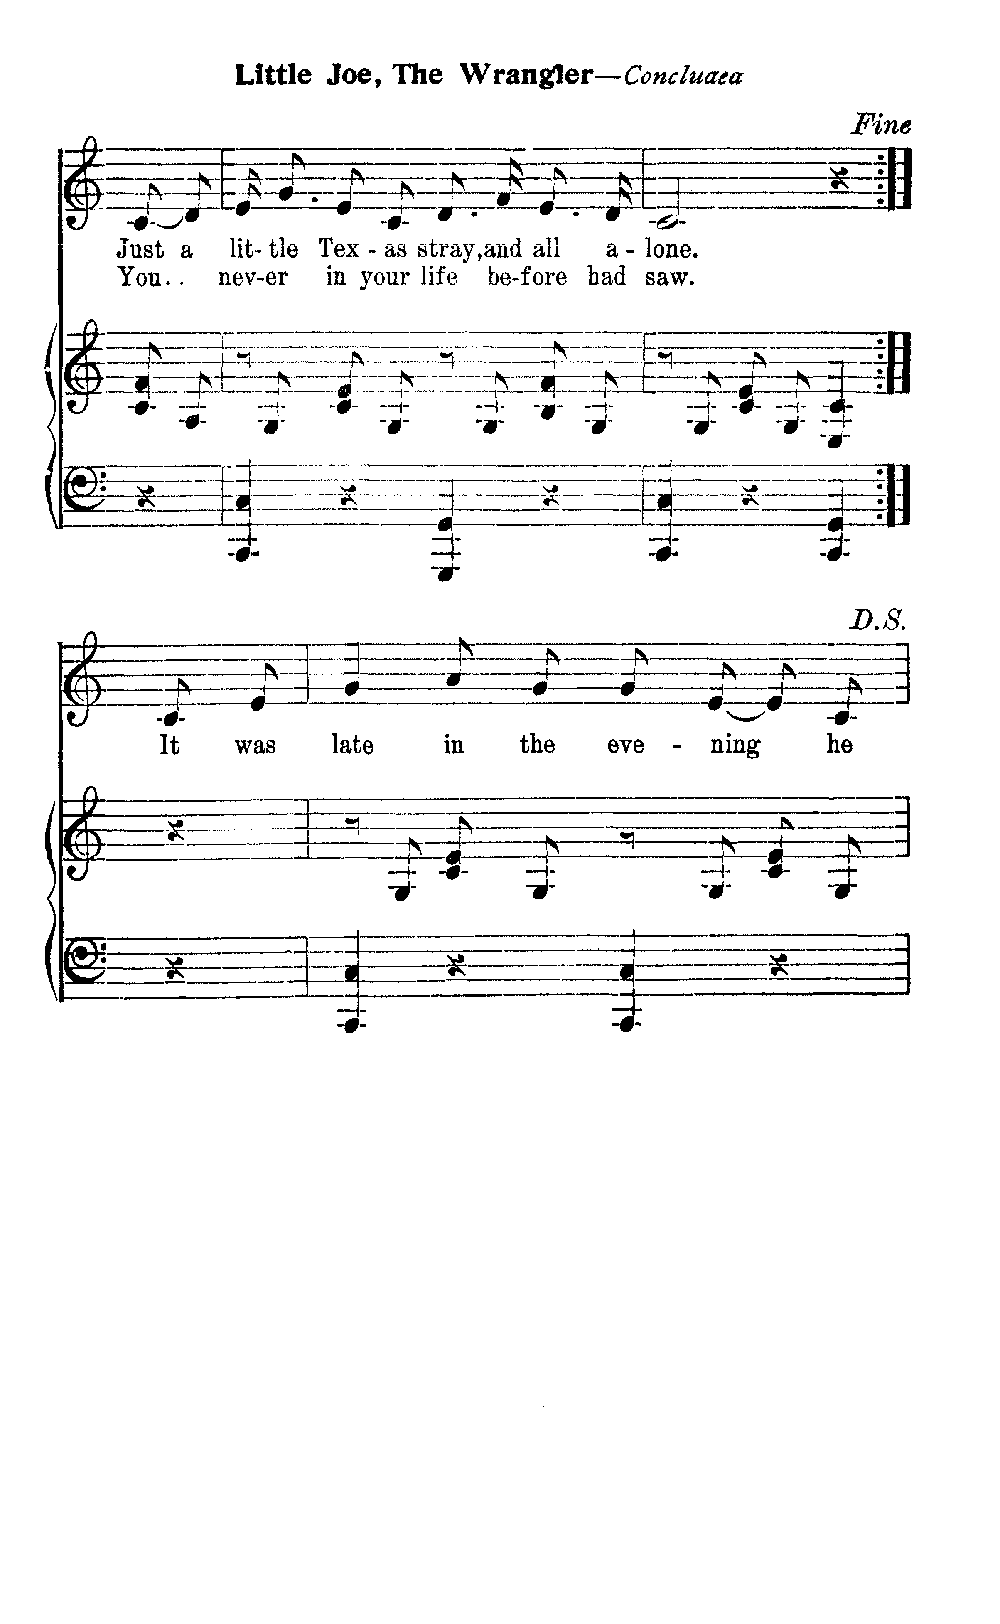 Little Joe, The Wrangler—Concluded
Fine
Just a lit-tle Tex-as stray,and all a-lone.
You.. nev-er in your life be-fore had saw.
D.S.
It was late in the eve-ning he